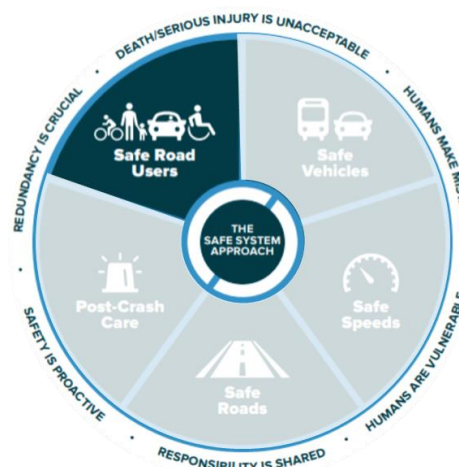 DEATH/SERIOUS INJURY IS UNACCEPTABLE
HUMANS MAKE
HUMANS ARE VULNERABLE
RESPONSIBILITY IS SHARED
SAFETY IS PROACTIVE
REDUNDANCY IS CRUCIAL
Safe Road
Users
Safe
Vehicles
Safe
Speeds
Safe
Roads
Post-Crash
Care
THE
SAFE SYSTEM
APPROACH